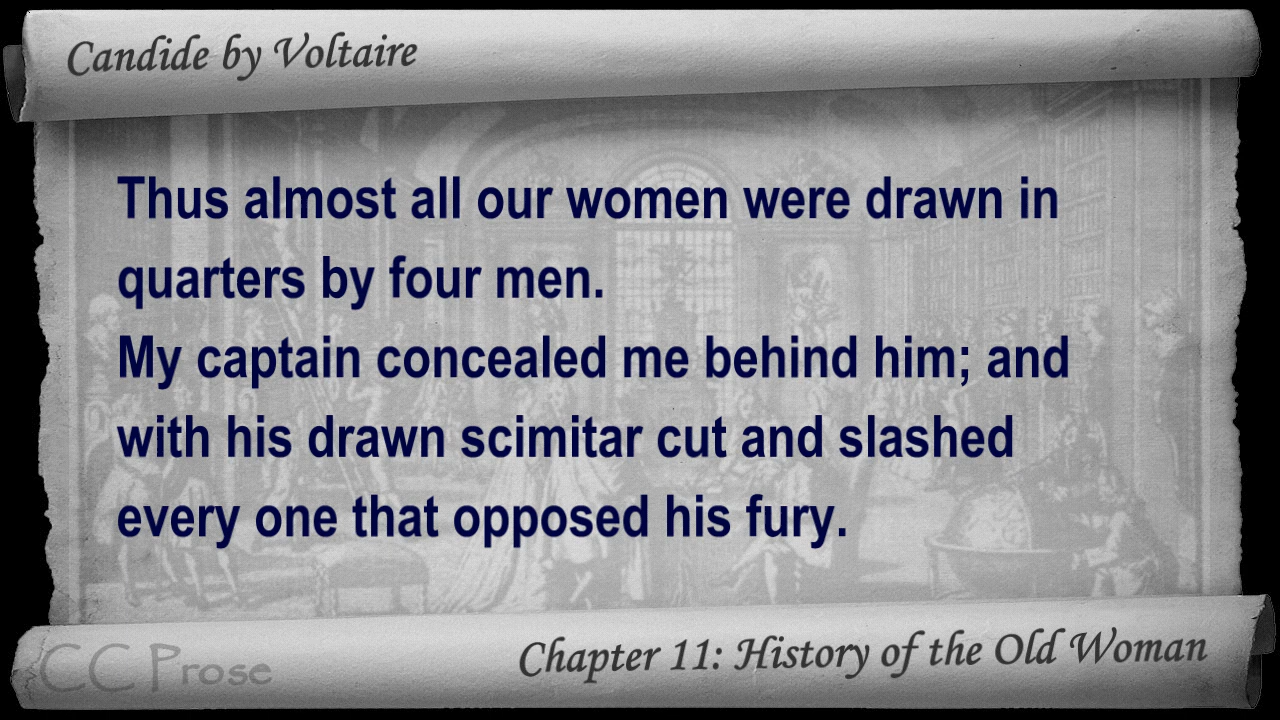 Candide by Voltaire
Thus almost all our women were drawn in
quarters by four men.
My captain concealed me behind him; and
with his drawn scimitar cut and slashed
every one that opposed his fury.
CC Prose
Chapter 11: History of the Old Woman